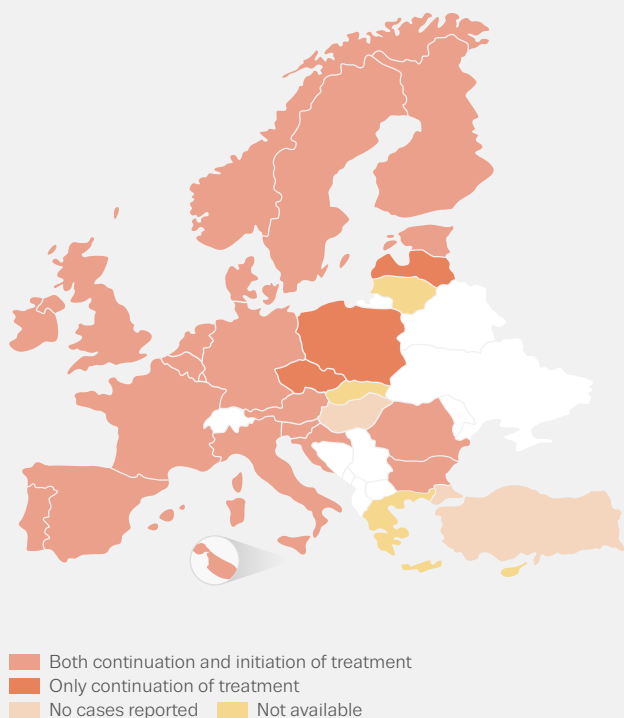 Both continuation and initiation of treatment
Only continuation of treatment
No cases reported Not available